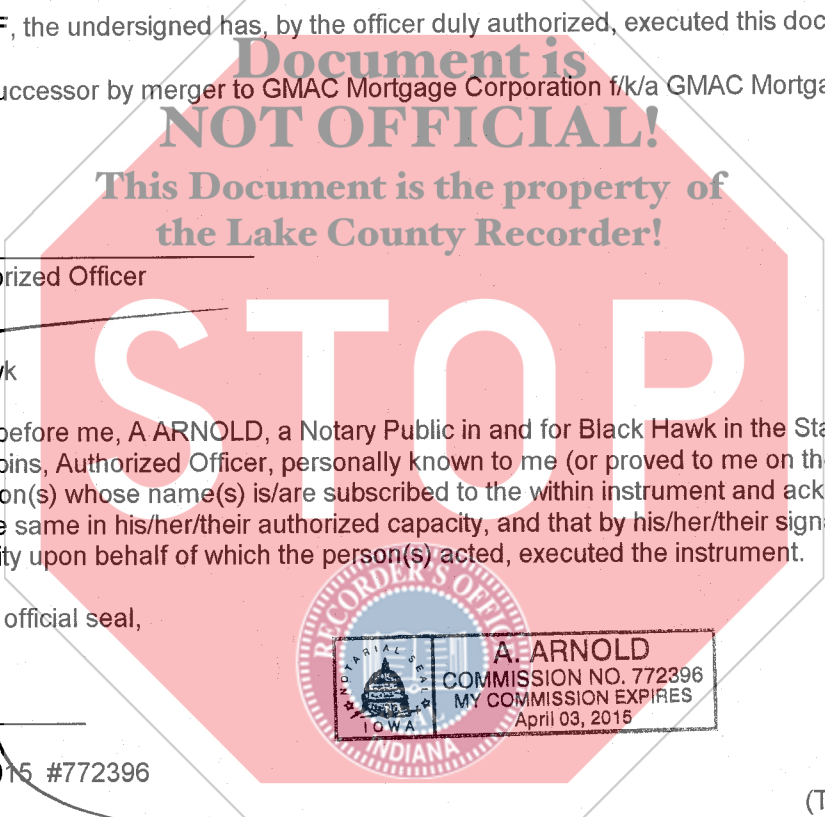 F, the undersigned has, by the officer duly authorized, executed this doc
Document is
uccessor by merger to GMAC Mortgage Corporation f/k/a GMAC Mortga
NOT OFFICIAL!
This Document is the property of
the Lake County Recorder!
orized Officer
STOP
k
before me, A ARNOLD, a Notary Public in and for Black Hawk in the Sta
bins, Authorized Officer, personally known to me (or proved to me on th
on(s) whose name(s) is/are subscribed to the within instrument and ack
e same in his/her/their authorized capacity, and that by his/her/their sign
ity upon behalf of which the person(s) acted, executed the instrument.
official seal,
RECORDER'S OFFIC
NOTARIAL SEAL
IOWA
A. ARNOLD
COMMISSION NO. 772396
MY COMMISSION EXPIRES
April 03, 2015
INDIANA
15 #772396
(T